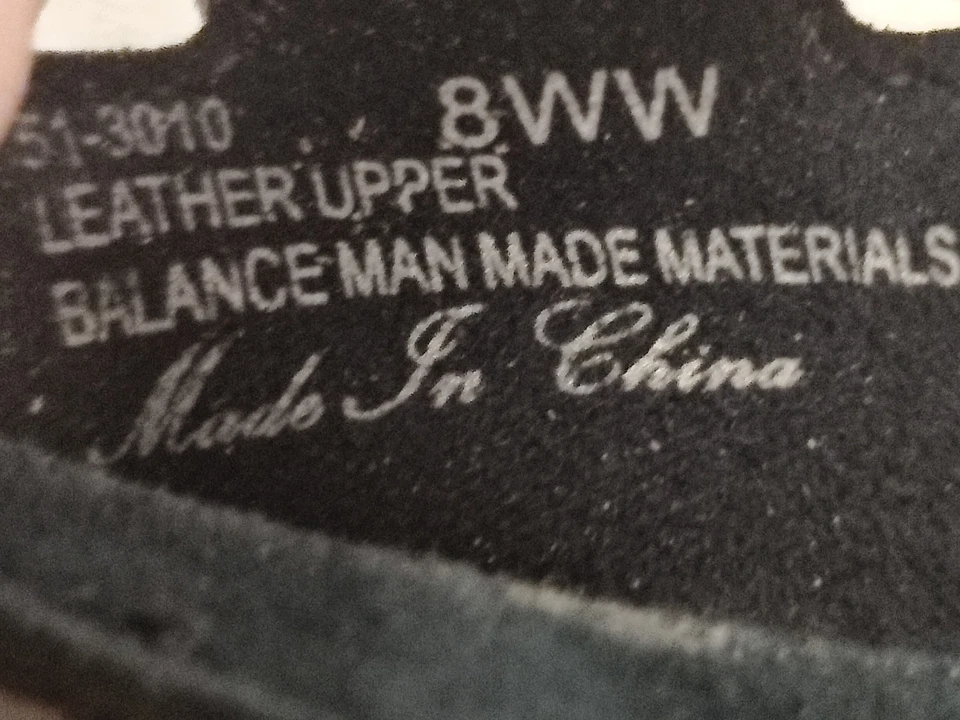 51-3010 8WW
LEATHER UPPER
BALANCE MAN MADE MATERIALS
Made In China